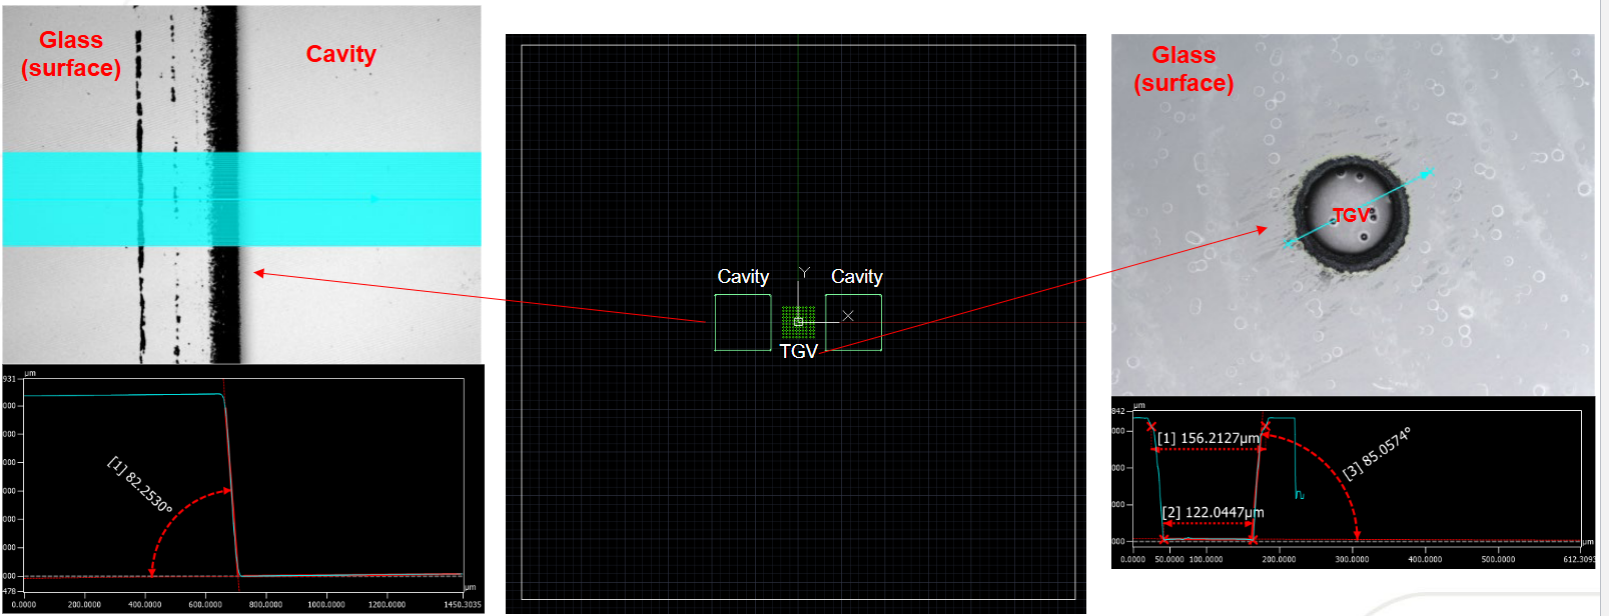 Glass
(surface)
Cavity
μm
[1] 82.2530°
μm
0.0000 200.0000 400.0000 600.0000 800.0000 1000.0000 1200.0000 1450.3035
Cavity
Y
Cavity
X
TGV
Glass
(surface)
TGV
μm
[1] 156.2127μm
[3] 85.0574°
[2] 122.0447μm
μm
0.0000 50.0000 100.0000 200.0000 300.0000 400.0000 500.0000